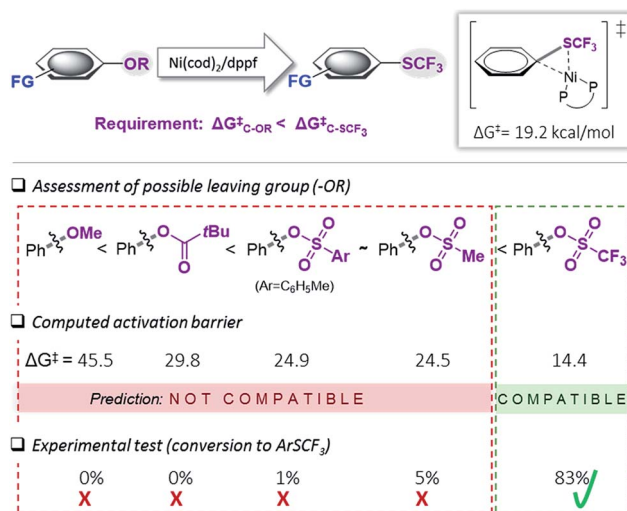 OR
FG
Ni(cod)₂/dppf
SCF₃
FG
Requirement: ΔG‡C-OR < ΔG‡C-SCF₃
SCF₃
Ni
P
P
‡
ΔG‡= 19.2 kcal/mol
❑ Assessment of possible leaving group (-OR)
Ph OMe < Ph O O tBu < Ph O S O O Ar ~ Ph O S O O Me < Ph O S O O CF₃
(Ar=C₆H₅Me)
❑ Computed activation barrier
ΔG‡ = 45.5 29.8 24.9 24.5 14.4
Prediction: NOT COMPATIBLE COMPATIBLE
❑ Experimental test (conversion to ArSCF₃)
0% 0% 1% 5% 83%
X X X X ✓